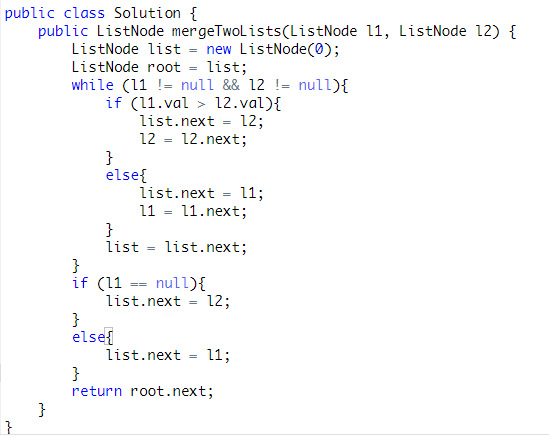 public class Solution {
    public ListNode mergeTwoLists(ListNode l1, ListNode l2) {
        ListNode list = new ListNode(0);
        ListNode root = list;
        while (l1 != null && l2 != null){
            if (l1.val > l2.val){
                list.next = l2;
                l2 = l2.next;
            }
            else{
                list.next = l1;
                l1 = l1.next;
            }
            list = list.next;
        }
        if (l1 == null){
            list.next = l2;
        }
        else{
            list.next = l1;
        }
        return root.next;
    }
}